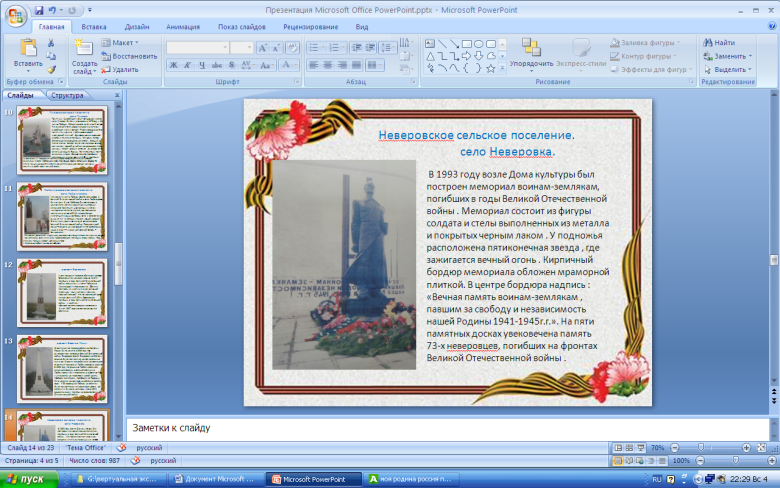 Презентация Microsoft Office PowerPoint.pptx - Microsoft PowerPoint
Главная Вставка Дизайн Анимация Показ слайдов Рецензирование Вид
Вставить
Буфер обмена
Создать слайд
Макет
Восстановить
Удалить
Слайды
Шрифт
Абзац
Упорядочить
Экспресс-стили
Заливка фигуры
Контур фигуры
Эффекты для фигур
Рисование
Найти
Заменить
Выделить
Редактирование
Слайды Структура
10
11
12
13
14
Неверовское сельское поселение.
село Неверовка.
В 1993 году возле Дома культуры был
построен мемориал воинам-землякам,
погибших в годы Великой Отечественной
войны . Мемориал состоит из фигуры
солдата и стелы выполненных из металла
и покрытых черным лаком . У подножья
расположена пятиконечная звезда , где
зажигается вечный огонь . Кирпичный
бордюр мемориала обложен мраморной
плиткой. В центре бордюра надпись :
«Вечная память воинам-землякам ,
павшим за свободу и независимость
нашей Родины 1941-1945г.г.». На пяти
памятных досках увековечена память
73-х неверовцев, погибших на фронтах
Великой Отечественной войны .
Заметки к слайду
Слайд 14 из 23 "Тема Office" русский 70%
Страница: 4 из 5 Число слов: 987 русский 100%
пуск G:\виртуальная экс... Документ Microsoft ... Microsoft PowerPoint моя родина россия п... RU 22:29 Вс 4